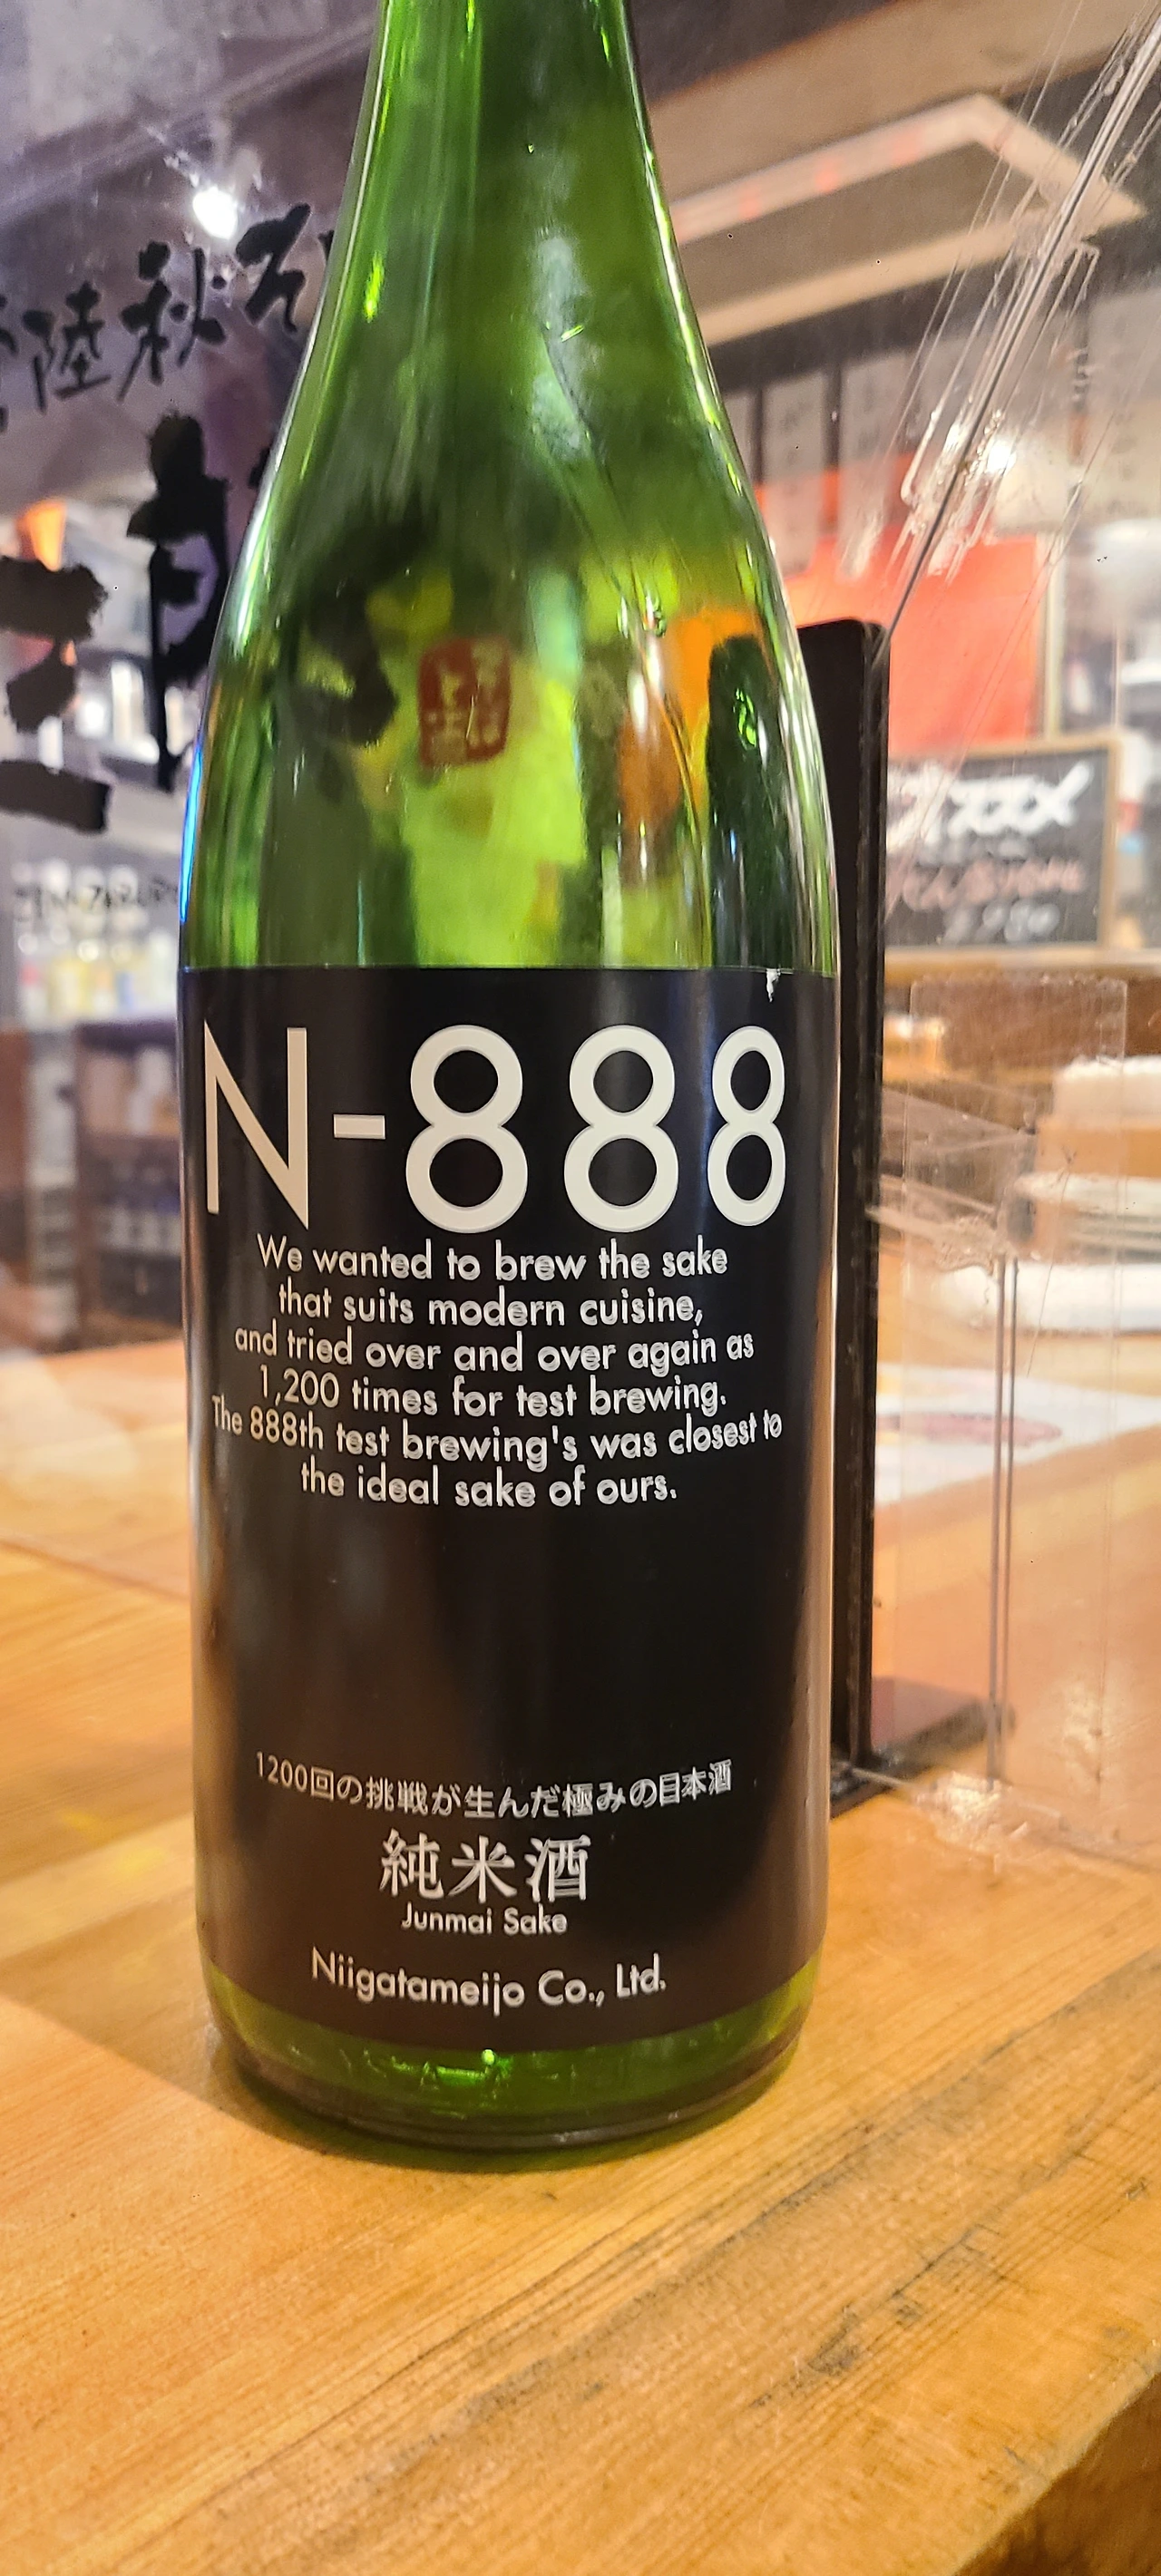 陸秋そ
N-888
We wanted to brew the sake
that suits modern cuisine,
and tried over and over again as
1,200 times for test brewing.
The 888th test brewing's was closest to
the ideal sake of ours.
1200回の挑戦が生んだ極みの日本酒
純米酒
Junmai Sake
Niigatameijo Co., Ltd.